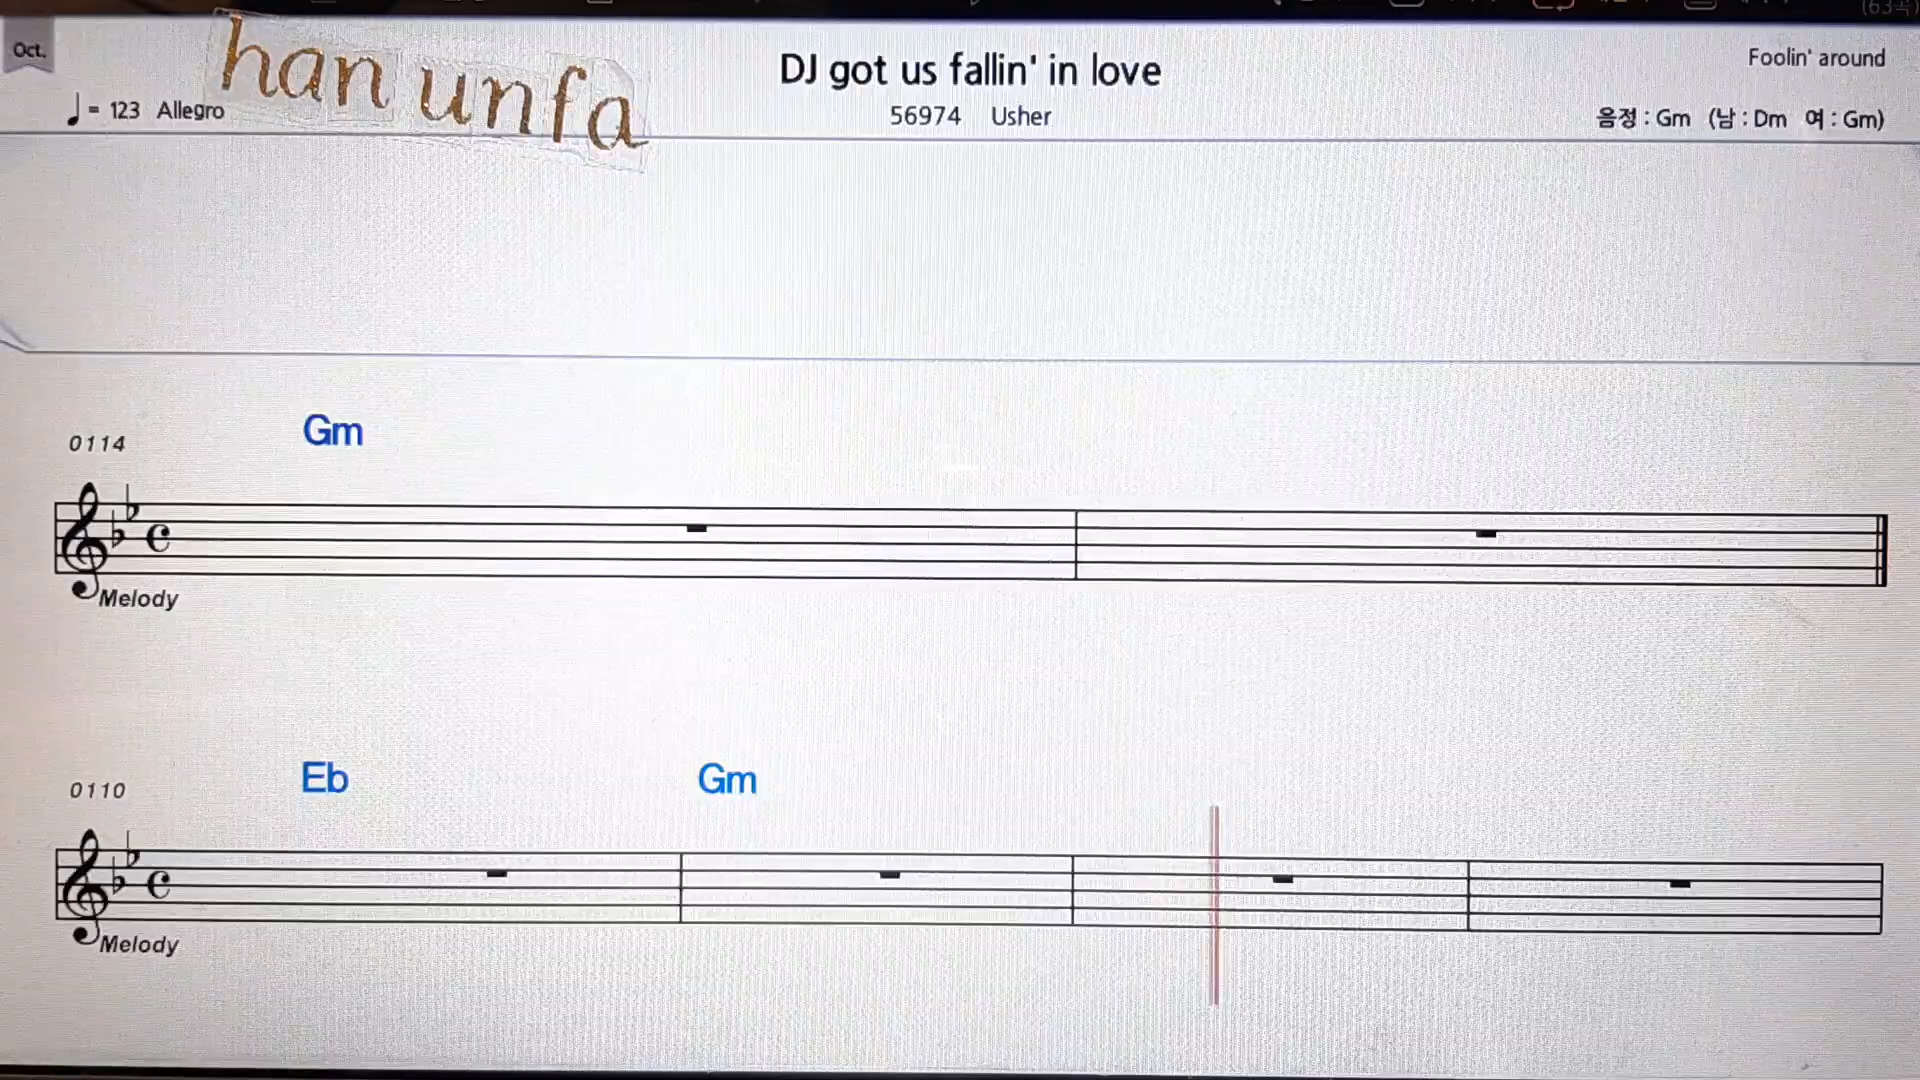 Oct.
han unfa
DJ got us fallin' in love
Foolin' around
= 123 Allegro
56974 Usher
음정 : Gm (남 : Dm 여 : Gm)
0114
Gm
Melody
0110
Eb Gm
Melody